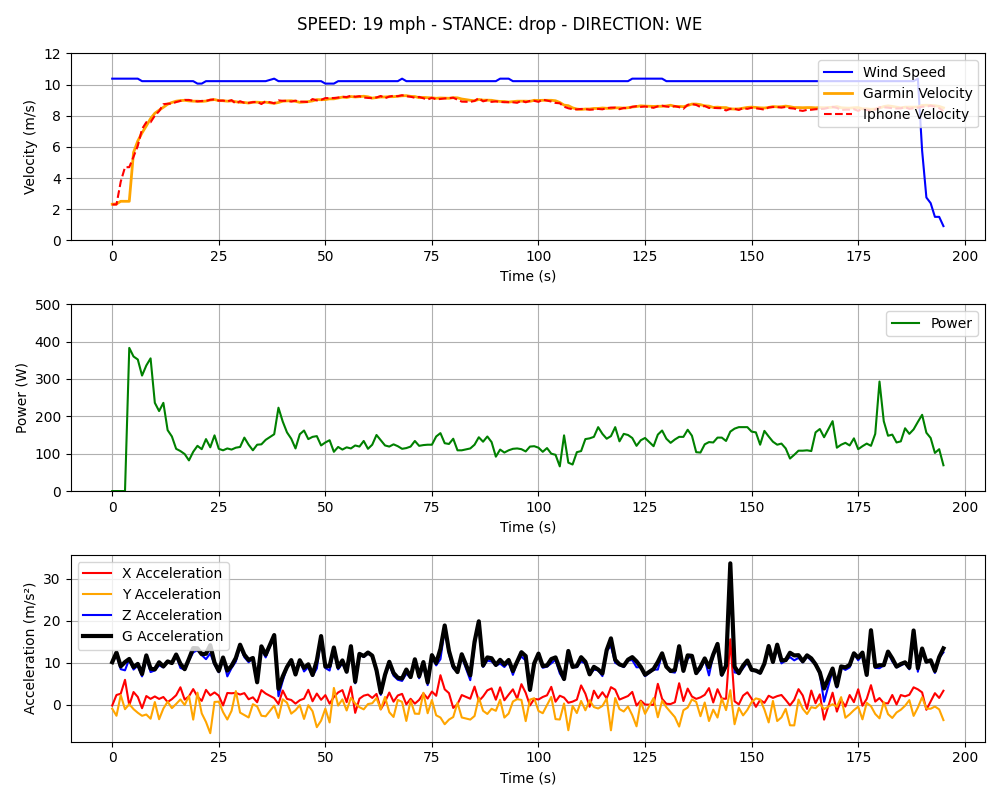 SPEED: 19 mph - STANCE: drop - DIRECTION: WE
12
10
8
6
4
2
0
Velocity (m/s)
Wind Speed
Garmin Velocity
Iphone Velocity
0 25 50 75 100 125 150 175 200
Time (s)
500
400
300
200
100
0
Power (W)
Power
0 25 50 75 100 125 150 175 200
Time (s)
30
20
10
0
Acceleration (m/s²)
X Acceleration
Y Acceleration
Z Acceleration
G Acceleration
0 25 50 75 100 125 150 175 200
Time (s)